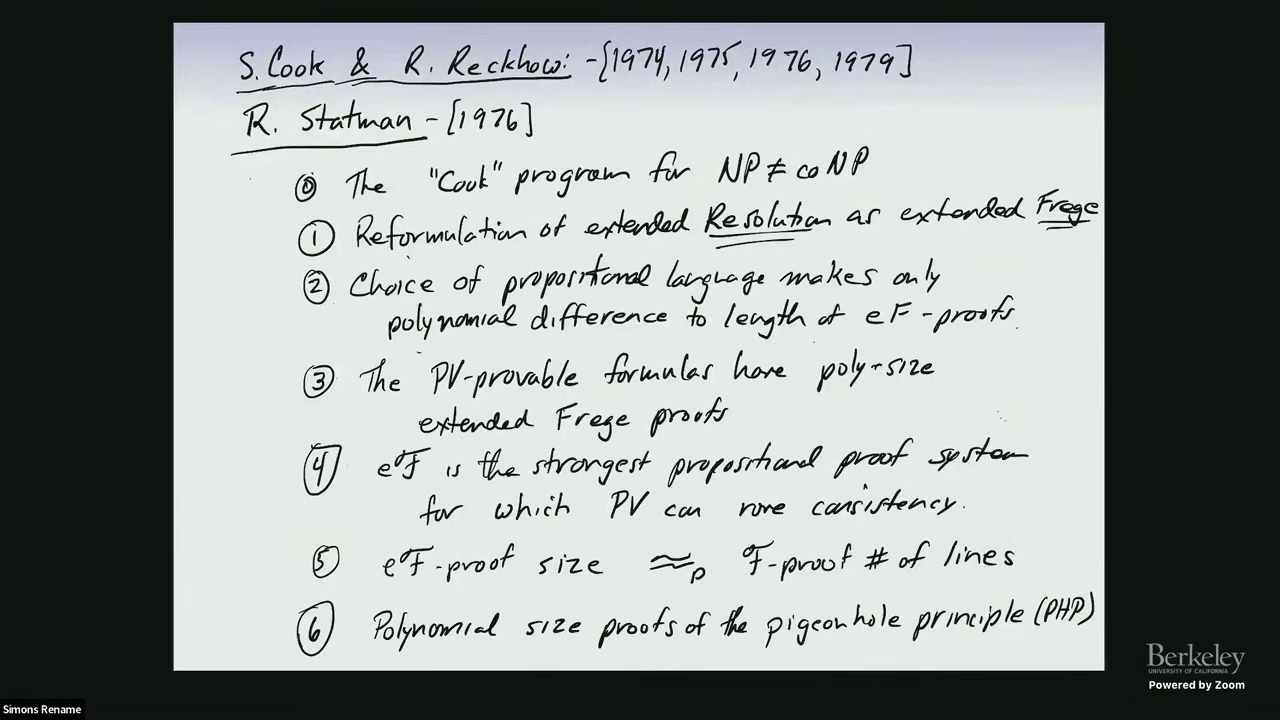 S. Cook & R. Reckhow: - [1974, 1975, 1976, 1979]
R. Statman - [1976]
⓪ The "Cook" program for NP ≠ coNP
① Reformulation of extended Resolution as extended Frege
② Choice of propositional language makes only
polynomial difference to length of eF-proofs.
③ The PV-provable formulas have poly-size
extended Frege proofs
④ eF is the strongest propositional proof system
for which PV can prove consistency.
⑤ eF-proof size ≈p F-proof # of lines
⑥ Polynomial size proofs of the pigeonhole principle (PHP)
Berkeley
UNIVERSITY OF CALIFORNIA
Powered by Zoom
Simons Rename